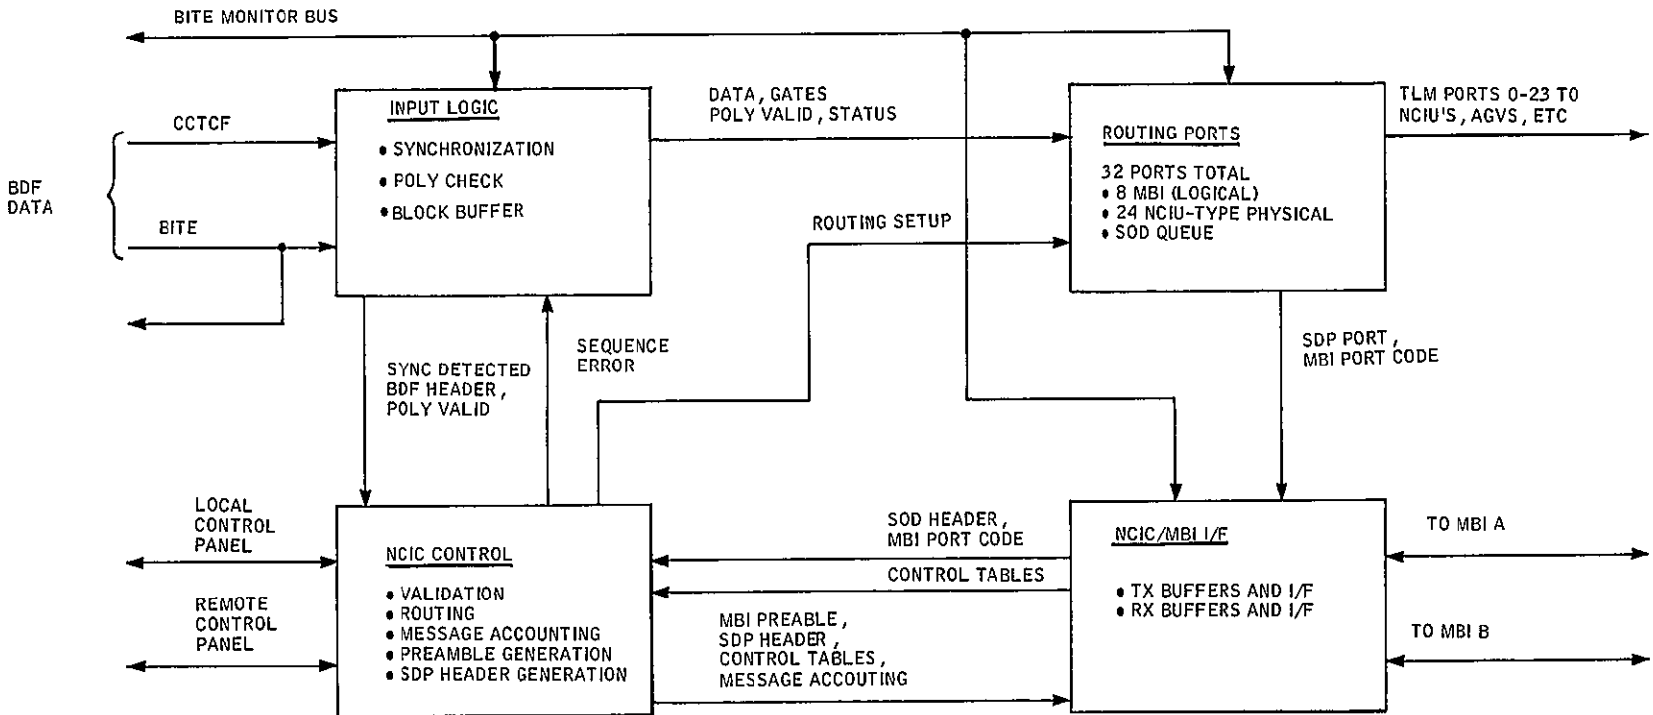 BITE MONITOR BUS
CCTCF
BDF
DATA
BITE
INPUT LOGIC
• SYNCHRONIZATION
• POLY CHECK
• BLOCK BUFFER
DATA, GATES
POLY VALID, STATUS
ROUTING SETUP
ROUTING PORTS
32 PORTS TOTAL
• 8 MBI (LOGICAL)
• 24 NCIU-TYPE PHYSICAL
• SOD QUEUE
TLM PORTS 0-23 TO
NCIU'S, AGVS, ETC
SYNC DETECTED
BDF HEADER,
POLY VALID
SEQUENCE
ERROR
SDP PORT,
MBI PORT CODE
LOCAL
CONTROL
PANEL
REMOTE
CONTROL
PANEL
NCIC CONTROL
• VALIDATION
• ROUTING
• MESSAGE ACCOUNTING
• PREAMBLE GENERATION
• SDP HEADER GENERATION
SOD HEADER,
MBI PORT CODE
CONTROL TABLES
MBI PREABLE,
SDP HEADER,
CONTROL TABLES,
MESSAGE ACCOUTING
NCIC/MBI I/F
• TX BUFFERS AND I/F
• RX BUFFERS AND I/F
TO MBI A
TO MBI B